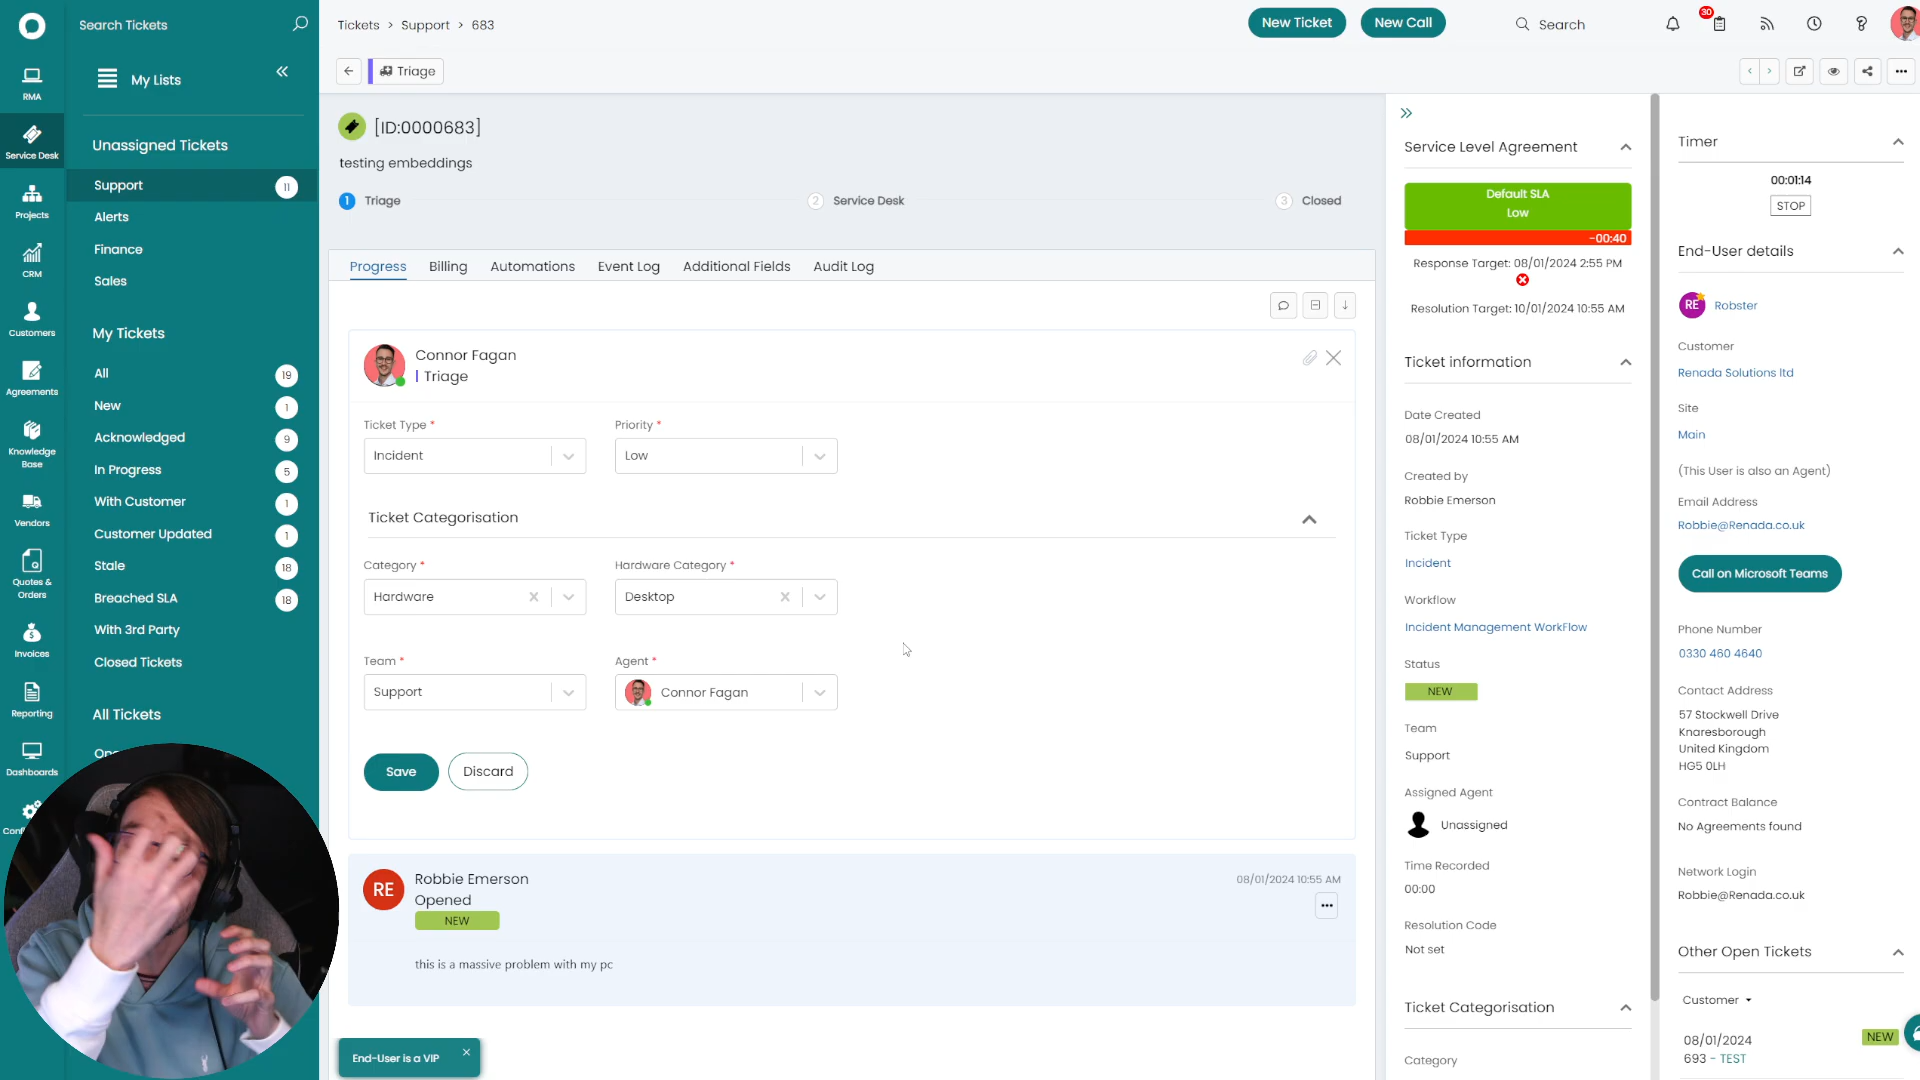 Search Tickets
Tickets > Support > 683
New Ticket
New Call
Search
30
RMA
My Lists
Triage
Service Desk
Unassigned Tickets
Support 11
Alerts
Finance
Sales
Projects
CRM
Customers
Agreements
Knowledge
Base
Vendors
Quotes &
Orders
Invoices
Reporting
Dashboards
My Tickets
All 19
New 1
Acknowledged 9
In Progress 5
With Customer 1
Customer Updated 1
Stale 18
Breached SLA 18
With 3rd Party
Closed Tickets
All Tickets
[ID:0000683]
testing embeddings
1 Triage
2 Service Desk
3 Closed
Progress
Billing
Automations
Event Log
Additional Fields
Audit Log
Connor Fagan
Triage
Ticket Type *
Incident
Priority *
Low
Ticket Categorisation
Category *
Hardware
Hardware Category *
Desktop
Team *
Support
Agent *
Connor Fagan
Save
Discard
RE
Robbie Emerson
Opened
NEW
08/01/2024 10:55 AM
this is a massive problem with my pc
End-User is a VIP
Service Level Agreement
Default SLA
Low
-00:40
Response Target: 08/01/2024 2:55 PM
Resolution Target: 10/01/2024 10:55 AM
Ticket information
Date Created
08/01/2024 10:55 AM
Created by
Robbie Emerson
Ticket Type
Incident
Workflow
Incident Management WorkFlow
Status
NEW
Team
Support
Assigned Agent
Unassigned
Time Recorded
00:00
Resolution Code
Not set
Ticket Categorisation
Category
Timer
00:01:14
STOP
End-User details
RE
Robster
Customer
Renada Solutions ltd
Site
Main
(This User is also an Agent)
Email Address
Robbie@Renada.co.uk
Call on Microsoft Teams
Phone Number
0330 460 4640
Contact Address
57 Stockwell Drive
Knaresborough
United Kingdom
HG5 0LH
Contract Balance
No Agreements found
Network Login
Robbie@Renada.co.uk
Other Open Tickets
Customer
08/01/2024
NEW
693 - TEST